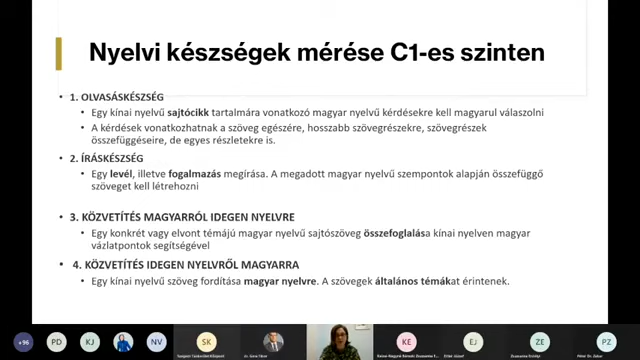 Nyelvi készségek mérése C1-es szinten
• 1. OLVASÁSKÉSZSÉG
• Egy kínai nyelvű sajtócikk tartalmára vonatkozó magyar nyelvű kérdésekre kell magyarul válaszolni
• A kérdések vonatkozhatnak a szöveg egészére, hosszabb szövegrészekre, szövegrészek
összefüggéseire, de egyes részletekre is.
• 2. ÍRÁSKÉSZSÉG
• Egy levél, illetve fogalmazás megírása. A megadott magyar nyelvű szempontok alapján összefüggő
szöveget kell létrehozni
• 3. KÖZVETÍTÉS MAGYARRÓL IDEGEN NYELVRE
• Egy konkrét vagy elvont témájú magyar nyelvű sajtószöveg összefoglalása kínai nyelven magyar
vázlatpontok segítségével
• 4. KÖZVETÍTÉS IDEGEN NYELVRŐL MAGYARRA
• Egy kínai nyelvű szöveg fordítása magyar nyelvre. A szövegek általános témákat érintenek.
+96 PD KJ NV SK KE EJ ZE PZ